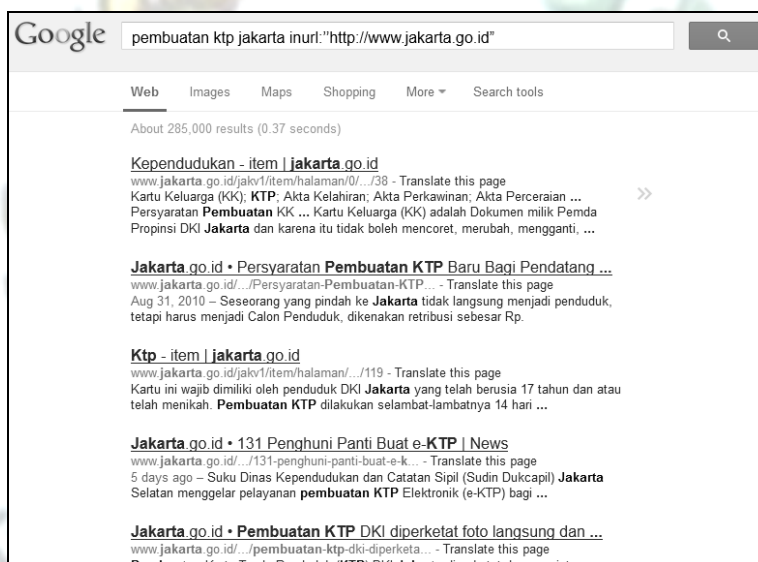 Google pembuatan ktp jakarta inurl:"http://www.jakarta.go.id"
Web Images Maps Shopping More Search tools
About 285,000 results (0.37 seconds)
Kependudukan - item | jakarta.go.id
www.jakarta.go.id/jakv1/item/halaman/0/.../38 - Translate this page
Kartu Keluarga (KK); KTP; Akta Kelahiran; Akta Perkawinan; Akta Perceraian ...
Persyaratan Pembuatan KK ... Kartu Keluarga (KK) adalah Dokumen milik Pemda
Propinsi DKI Jakarta dan karena itu tidak boleh mencoret, merubah, mengganti, ...
Jakarta.go.id • Persyaratan Pembuatan KTP Baru Bagi Pendatang ...
www.jakarta.go.id/.../Persyaratan-Pembuatan-KTP... - Translate this page
Aug 31, 2010 – Seseorang yang pindah ke Jakarta tidak langsung menjadi penduduk,
tetapi harus menjadi Calon Penduduk, dikenakan retribusi sebesar Rp.
Ktp - item | jakarta.go.id
www.jakarta.go.id/jakv1/item/halaman/.../119 - Translate this page
Kartu ini wajib dimiliki oleh penduduk DKI Jakarta yang telah berusia 17 tahun dan atau
telah menikah. Pembuatan KTP dilakukan selambat-lambatnya 14 hari ...
Jakarta.go.id • 131 Penghuni Panti Buat e-KTP | News
www.jakarta.go.id/.../131-penghuni-panti-buat-e-k... - Translate this page
5 days ago – Suku Dinas Kependudukan dan Catatan Sipil (Sudin Dukcapil) Jakarta
Selatan menggelar pelayanan pembuatan KTP Elektronik (e-KTP) bagi ...
Jakarta.go.id • Pembuatan KTP DKI diperketat foto langsung dan ...
www.jakarta.go.id/.../pembuatan-ktp-dki-diperketa... - Translate this page